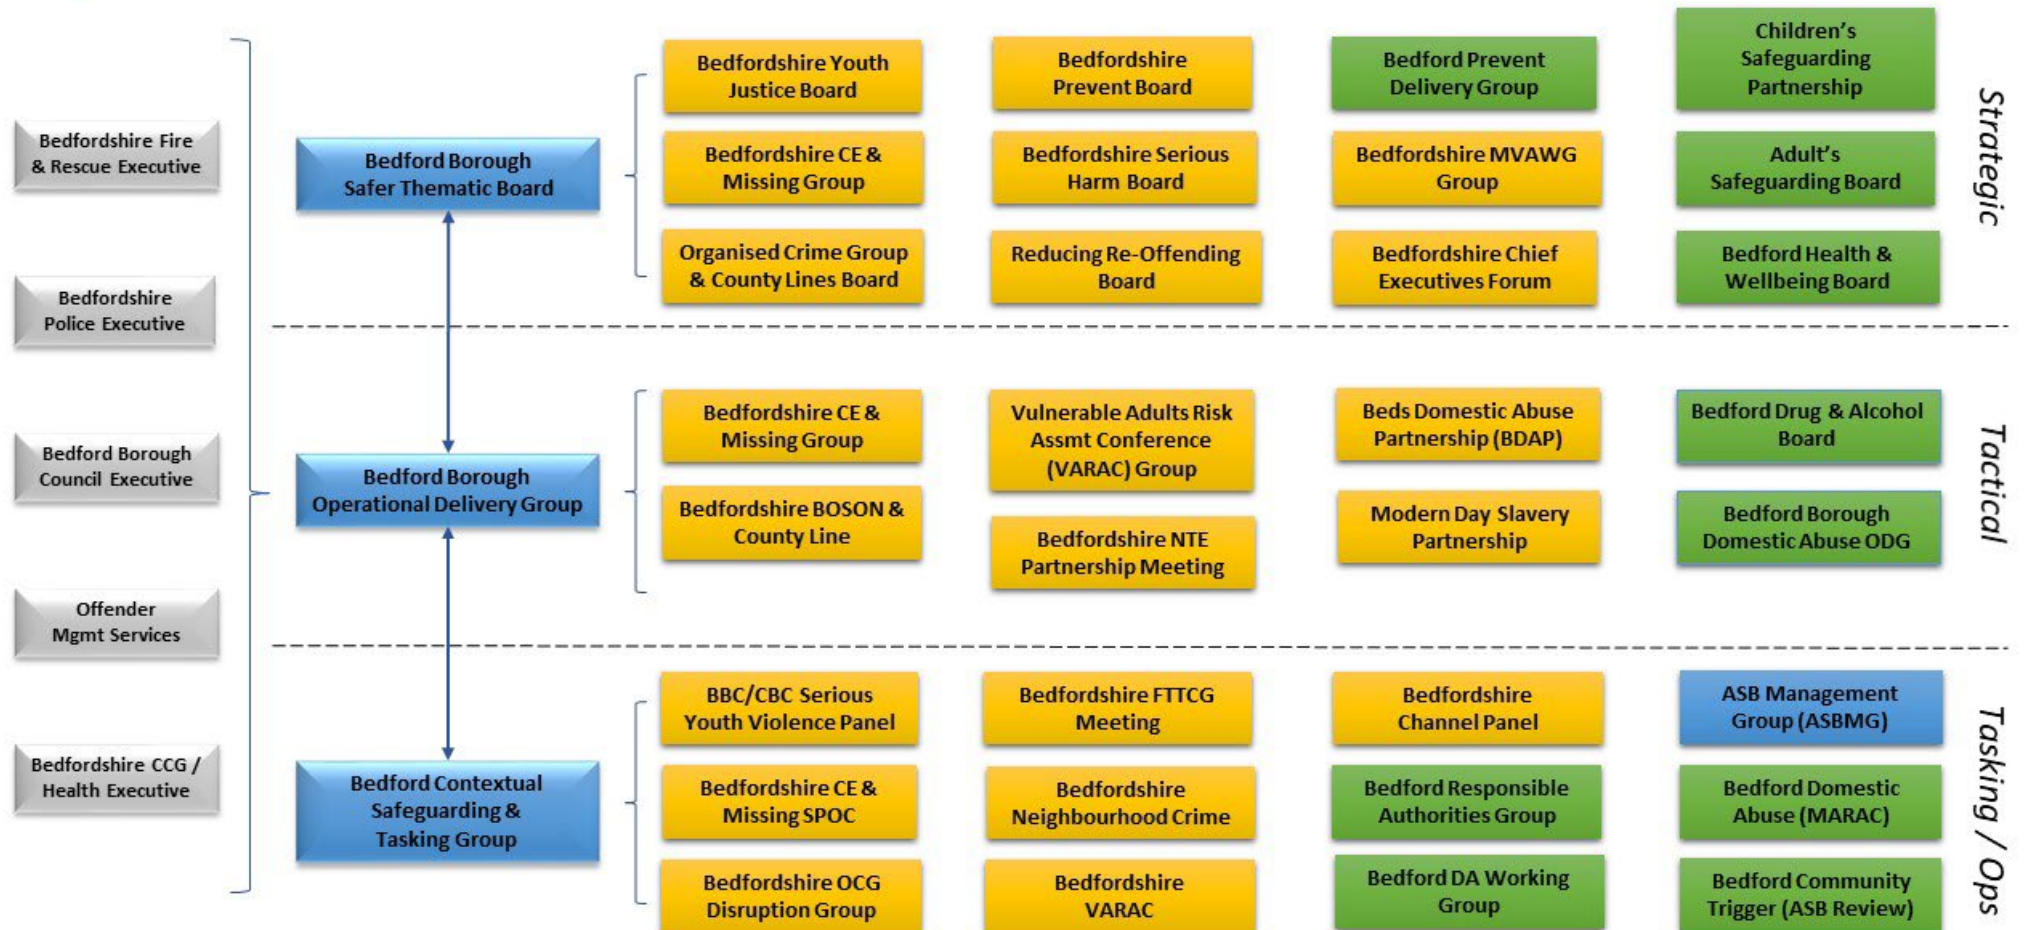 Bedfordshire Fire
& Rescue Executive
Bedfordshire
Police Executive
Bedford Borough
Council Executive
Offender
Mgmt Services
Bedfordshire CCG /
Health Executive
Bedford Borough
Safer Thematic Board
Bedfordshire Youth
Justice Board
Bedfordshire
Prevent Board
Bedford Prevent
Delivery Group
Children's
Safeguarding
Partnership
Bedfordshire CE &
Missing Group
Bedfordshire Serious
Harm Board
Bedfordshire MVAWG
Group
Adult's
Safeguarding Board
Organised Crime Group
& County Lines Board
Reducing Re-Offending
Board
Bedfordshire Chief
Executives Forum
Bedford Health &
Wellbeing Board
Strategic
Bedford Borough
Operational Delivery Group
Bedfordshire CE &
Missing Group
Vulnerable Adults Risk
Assmt Conference
(VARAC) Group
Beds Domestic Abuse
Partnership (BDAP)
Bedford Drug & Alcohol
Board
Bedfordshire BOSON &
County Line
Bedfordshire NTE
Partnership Meeting
Modern Day Slavery
Partnership
Bedford Borough
Domestic Abuse ODG
Tactical
Bedford Contextual
Safeguarding &
Tasking Group
BBC/CBC Serious
Youth Violence Panel
Bedfordshire FTTCG
Meeting
Bedfordshire
Channel Panel
ASB Management
Group (ASBMG)
Bedfordshire CE &
Missing SPOC
Bedfordshire
Neighbourhood Crime
Bedford Responsible
Authorities Group
Bedford Domestic
Abuse (MARAC)
Bedfordshire OCG
Disruption Group
Bedfordshire
VARAC
Bedford DA Working
Group
Bedford Community
Trigger (ASB Review)
Tasking / Ops